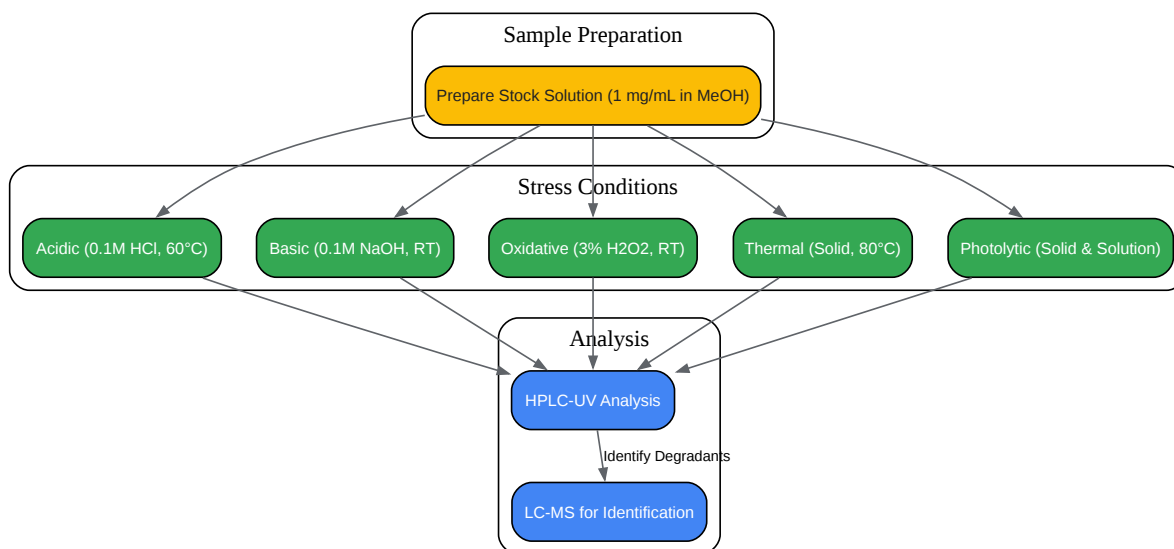 Sample Preparation
Prepare Stock Solution (1 mg/mL in MeOH)
Stress Conditions
Acidic (0.1M HCl, 60°C)
Basic (0.1M NaOH, RT)
Oxidative (3% H2O2, RT)
Thermal (Solid, 80°C)
Photolytic (Solid & Solution)
Analysis
HPLC-UV Analysis
Identify Degradants
LC-MS for Identification